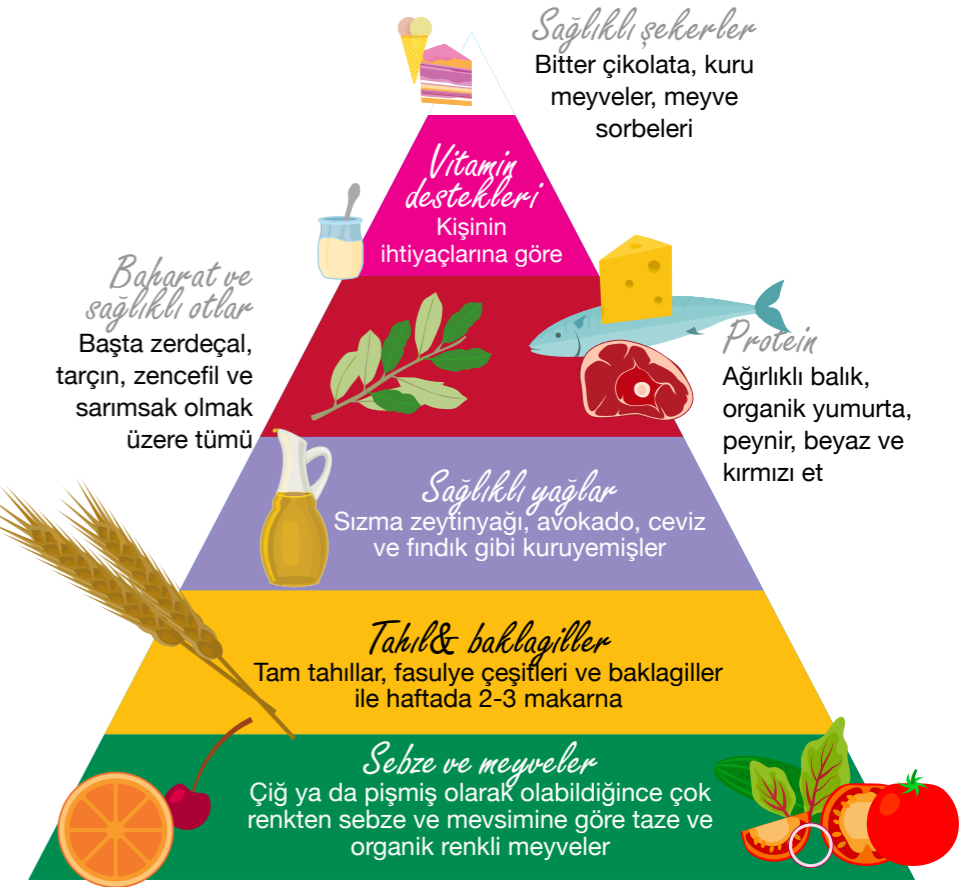 Sağlıklı şekerler
Bitter çikolata, kuru
meyveler, meyve
sorbeleri
Vitamin
destekleri
Kişinin
ihtiyaçlarına göre
Baharat ve
sağlıklı otlar
Başta zerdeçal,
tarçın, zencefil ve
sarımsak olmak
üzere tümü
Protein
Ağırlıklı balık,
organik yumurta,
peynir, beyaz ve
kırmızı et
Sağlıklı yağlar
Sızma zeytinyağı, avokado, ceviz
ve fındık gibi kuruyemişler
Tahıl& baklagiller
Tam tahıllar, fasulye çeşitleri ve baklagiller
ile haftada 2-3 makarna
Sebze ve meyveler
Çiğ ya da pişmiş olarak olabildiğince çok
renkten sebze ve mevsimine göre taze ve
organik renkli meyveler